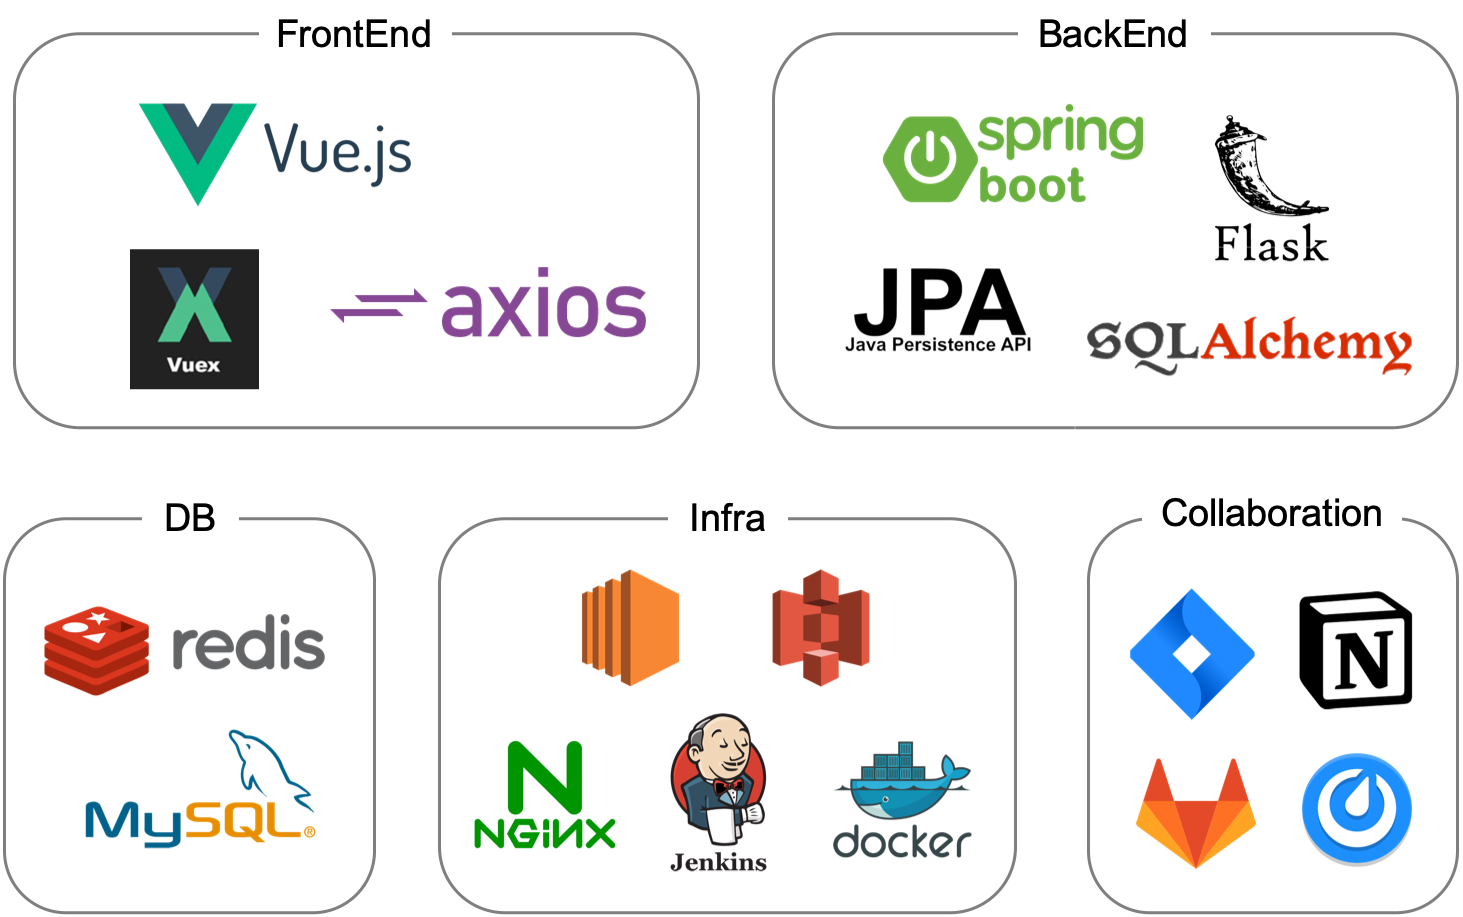 FrontEnd
Vue.js
Vuex
axios
BackEnd
spring
boot
Flask
JPA
Java Persistence API
SQLAlchemy
DB
redis
MySQL®
Infra
N
NGiNX
Jenkins
docker
Collaboration
N